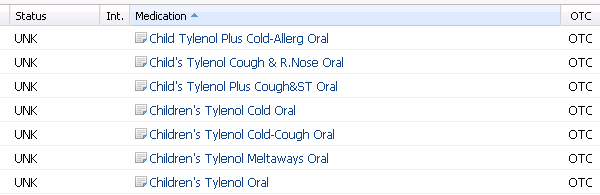 Status Int. Medication OTC
UNK Child Tylenol Plus Cold-Allerg Oral OTC
UNK Child's Tylenol Cough & R.Nose Oral OTC
UNK Child's Tylenol Plus Cough&ST Oral OTC
UNK Children's Tylenol Cold Oral OTC
UNK Children's Tylenol Cold-Cough Oral OTC
UNK Children's Tylenol Meltaways Oral OTC
UNK Children's Tylenol Oral OTC